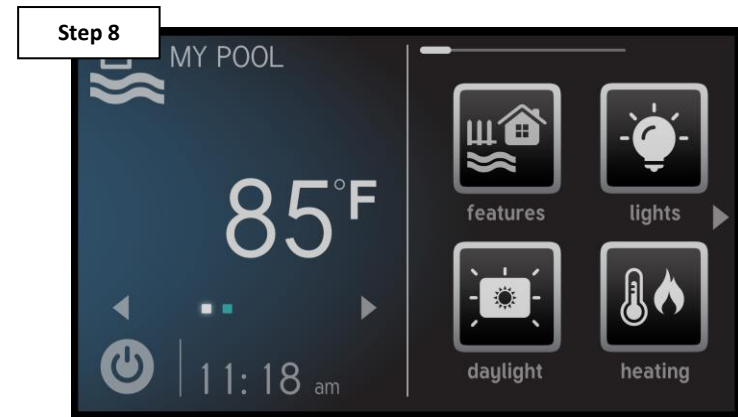 Step 8
MY POOL
85°F
11:18 am
features
lights
daylight
heating